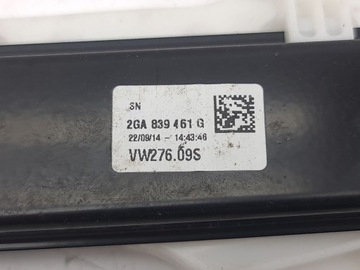 SN
2GA 839 461 G
22/09/14 - 14:43:46
VW276.09S